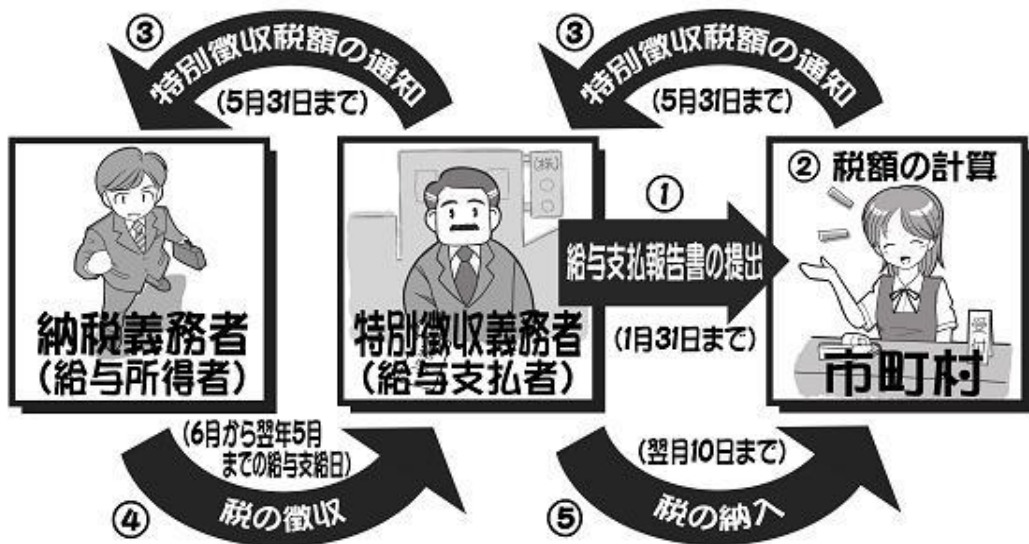 ③
特別徴収税額の通知
(5月31日まで)
③
特別徴収税額の通知
(5月31日まで)
納税義務者
(給与所得者)
(株)
特別徴収義務者
(給与支払者)
①
給与支払報告書の提出
(1月31日まで)
② 税額の計算
受付
市町村
(6月から翌年5月
までの給与支給日)
④
税の徴収
(翌月10日まで)
⑤
税の納入